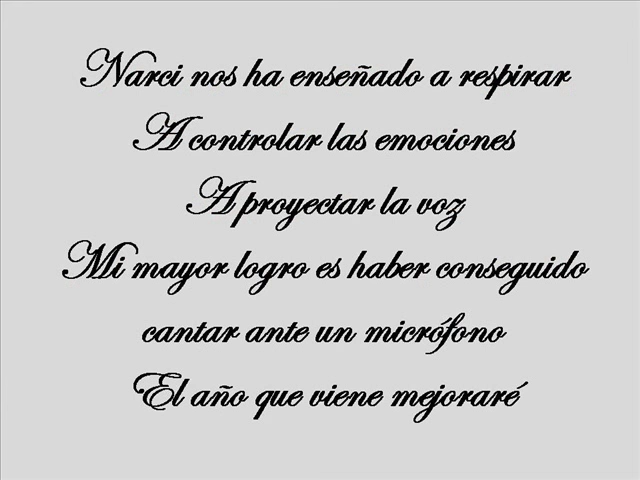 Narci nos ha enseñado a respirar
A controlar las emociones
A proyectar la voz
Mi mayor logro es haber conseguido
cantar ante un micrófono
El año que viene mejoraré